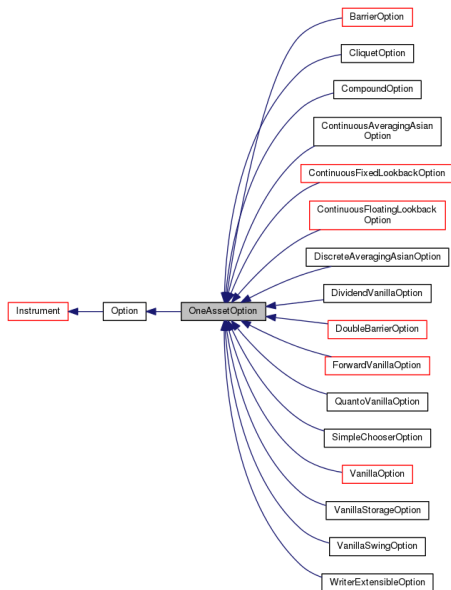 BarrierOption
CliquetOption
CompoundOption
ContinuousAveragingAsian
Option
ContinuousFixedLookbackOption
ContinuousFloatingLookback
Option
DiscreteAveragingAsianOption
DividendVanillaOption
Instrument
Option
OneAssetOption
DoubleBarrierOption
ForwardVanillaOption
QuantoVanillaOption
SimpleChooserOption
VanillaOption
VanillaStorageOption
VanillaSwingOption
WriterExtensibleOption